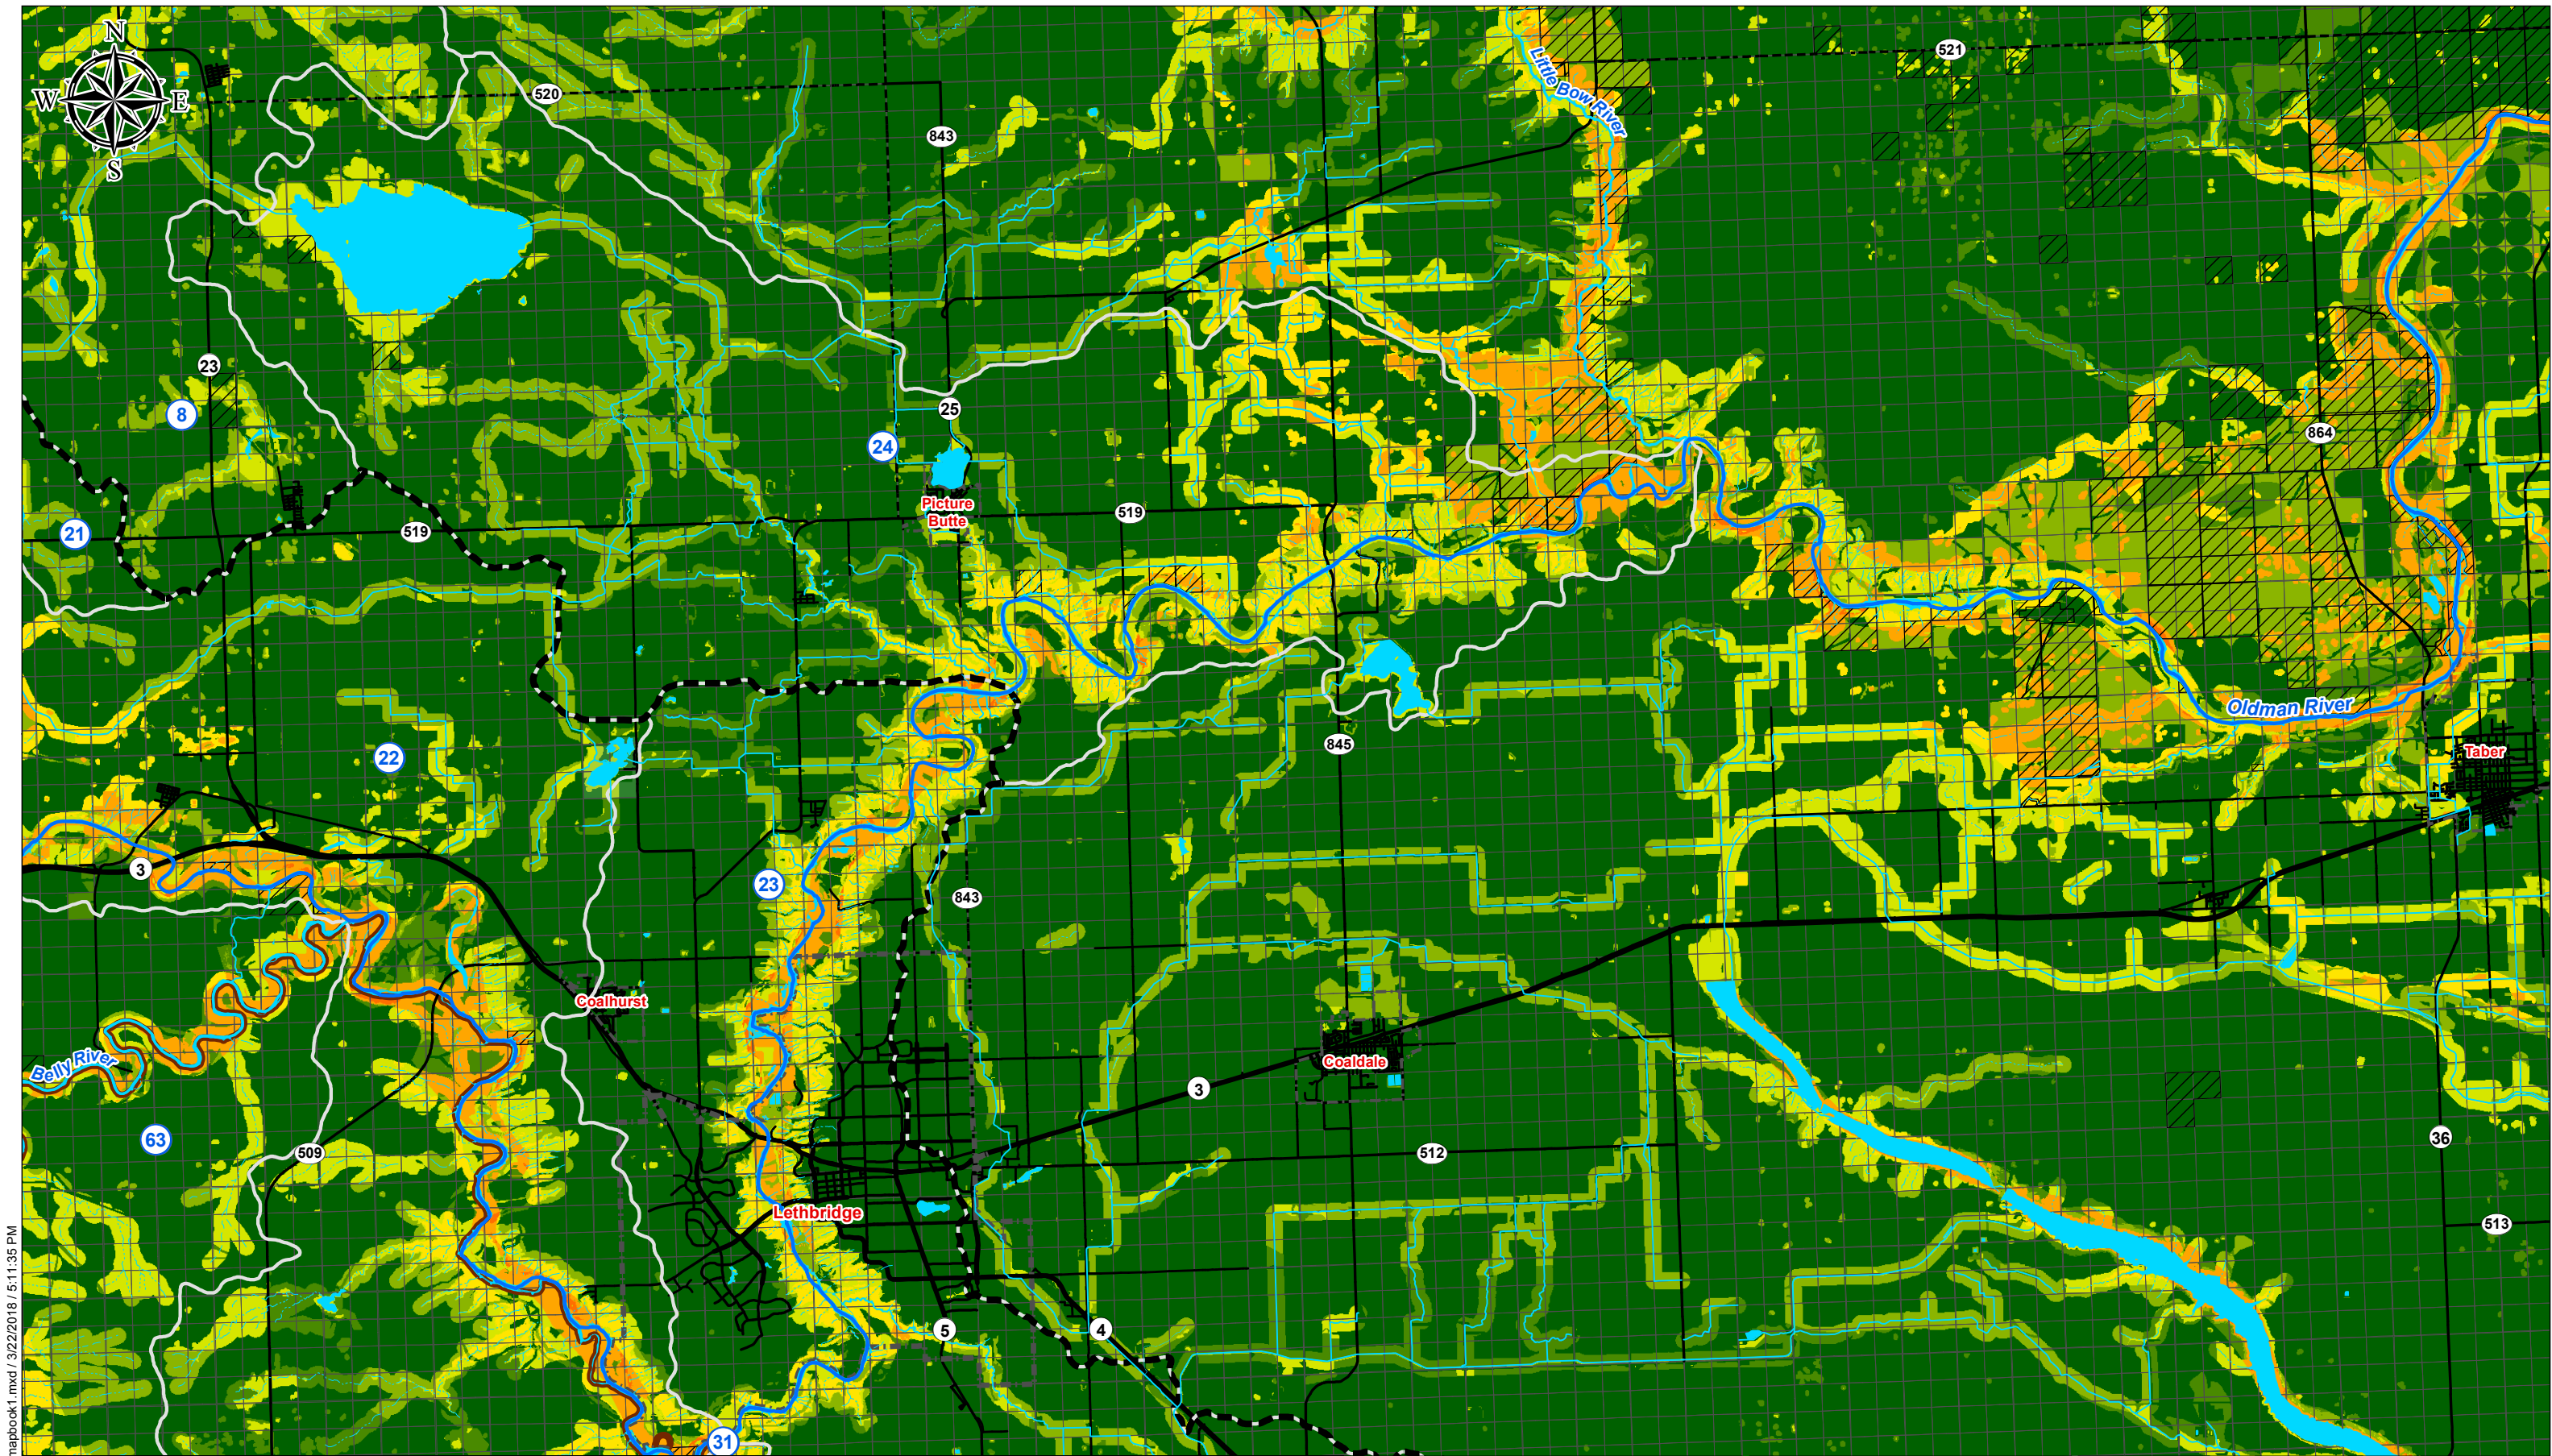 N
W
E
S
521
520
843
Little Bow River
23
8
25
24
864
Picture
Butte
519
519
21
Oldman River
845
22
Taber
3
23
843
Coalhurst
Belly River
Coaldale
3
63
509
512
36
Lethbridge
513
5
4
31
mapbook1.mxd / 3/22/2018 / 5:11:35 PM